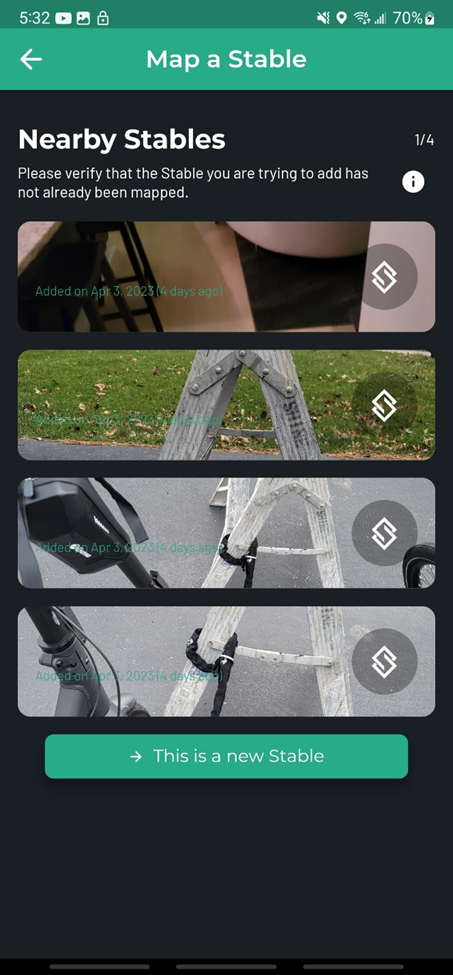 5:32
70%
Map a Stable
Nearby Stables
1/4
Please verify that the Stable you are trying to add has
not already been mapped.
Added on Apr 3, 2023 (4 days ago)
Added on Apr 3, 2023 (4 days ago)
Added on Apr 3, 2023 (4 days ago)
Added on Apr 3, 2023 (4 days ago)
→ This is a new Stable